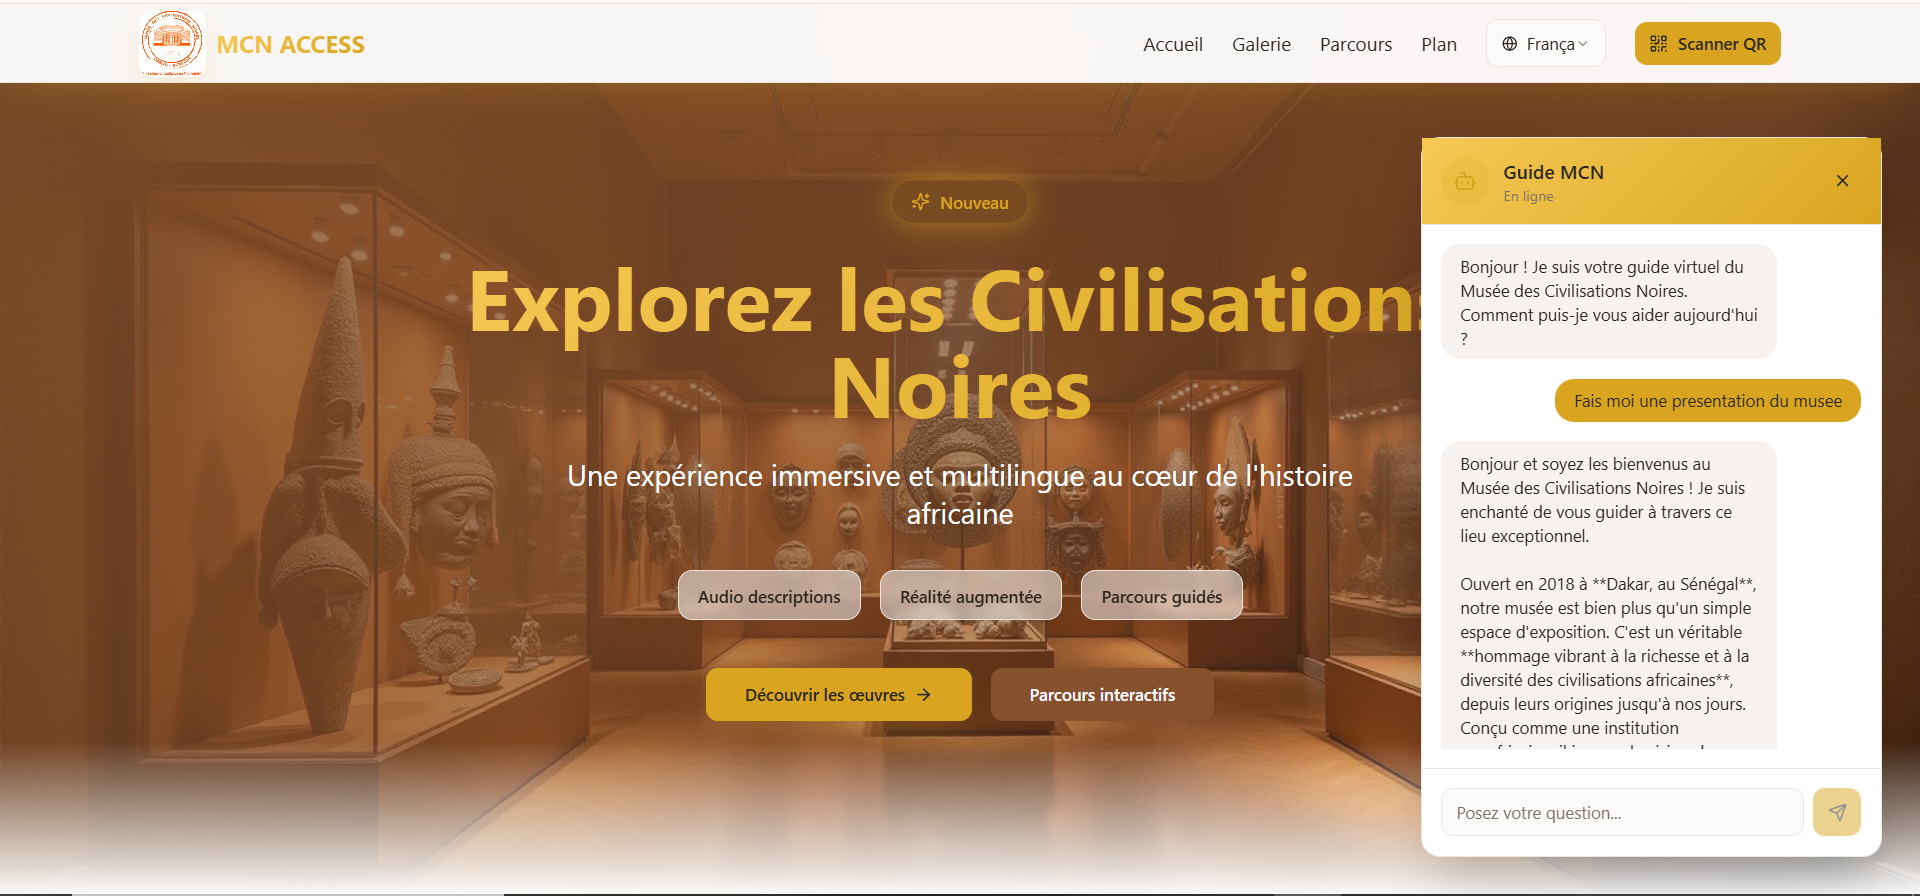 MCN ACCESS
Accueil
Galerie
Parcours
Plan
França
Scanner QR
Nouveau
Explorez les Civilisations
Noires
Une expérience immersive et multilingue au cœur de l'histoire
africaine
Audio descriptions
Réalité augmentée
Parcours guidés
Découvrir les œuvres
Parcours interactifs
Guide MCN
En ligne
Bonjour ! Je suis votre guide virtuel du
Musée des Civilisations Noires.
Comment puis-je vous aider aujourd'hui
?
Fais moi une presentation du musee
Bonjour et soyez les bienvenus au
Musée des Civilisations Noires ! Je suis
enchanté de vous guider à travers ce
lieu exceptionnel.
Ouvert en 2018 à **Dakar, au Sénégal**,
notre musée est bien plus qu'un simple
espace d'exposition. C'est un véritable
**hommage vibrant à la richesse et à la
diversité des civilisations africaines**,
depuis leurs origines jusqu'à nos jours.
Conçu comme une institution
Posez votre question...